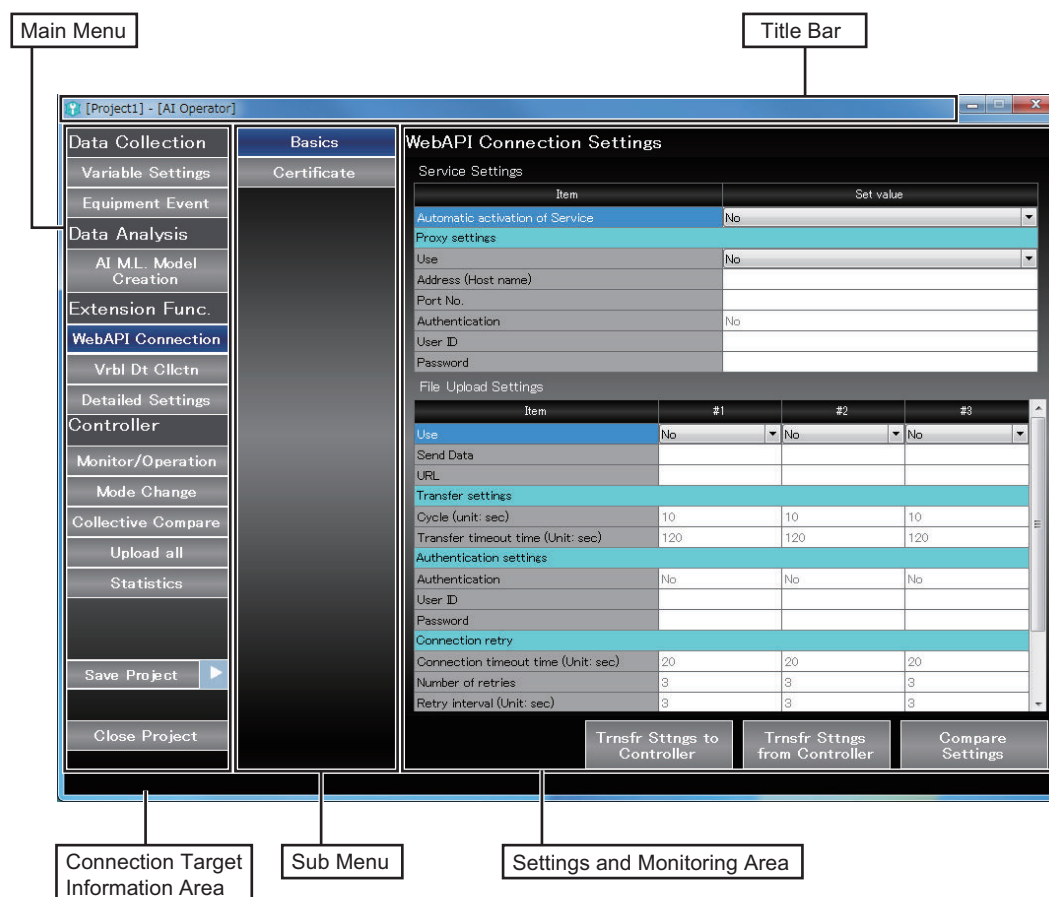 Main Menu
Title Bar
[Project1] - [AI Operator]
Data Collection
Variable Settings
Equipment Event
Data Analysis
AI M.L. Model
Creation
Extension Func.
WebAPI Connection
Vrbl Dt Cllctn
Detailed Settings
Controller
Monitor/Operation
Mode Change
Collective Compare
Upload all
Statistics
Save Project
Close Project
Basics
Certificate
WebAPI Connection Settings
Service Settings
Item Set value
Automatic activation of Service No
Proxy settings
Use No
Address (Host name)
Port No.
Authentication No
User ID
Password
File Upload Settings
Item #1 #2 #3
Use No No No
Send Data
URL
Transfer settings
Cycle (unit: sec) 10 10 10
Transfer timeout time (Unit: sec) 120 120 120
Authentication settings
Authentication No No No
User ID
Password
Connection retry
Connection timeout time (Unit: sec) 20 20 20
Number of retries 3 3 3
Retry interval (Unit: sec) 3 3 3
Trnsfr Sttngs to
Controller
Trnsfr Sttngs
from Controller
Compare
Settings
Connection Target
Information Area
Sub Menu
Settings and Monitoring Area